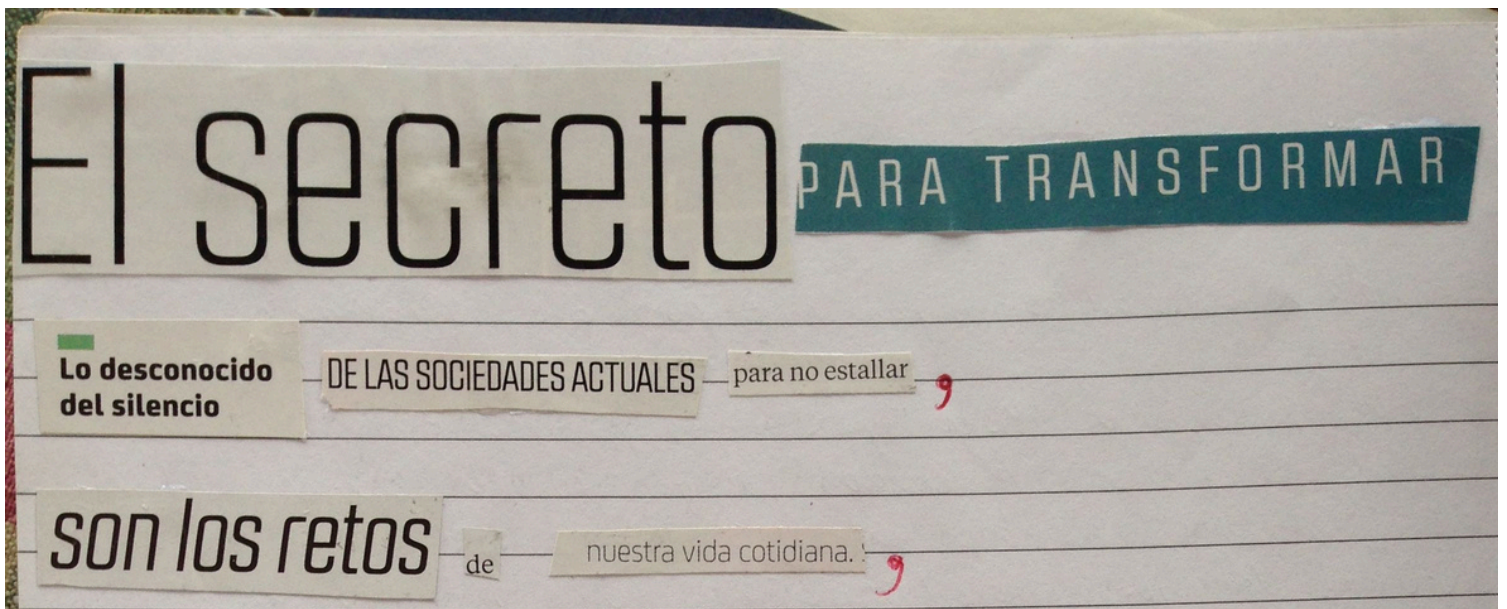 El secreto PARA TRANSFORMAR
Lo desconocido
del silencio DE LAS SOCIEDADES ACTUALES para no estallar,
son los retos de nuestra vida cotidiana. ,